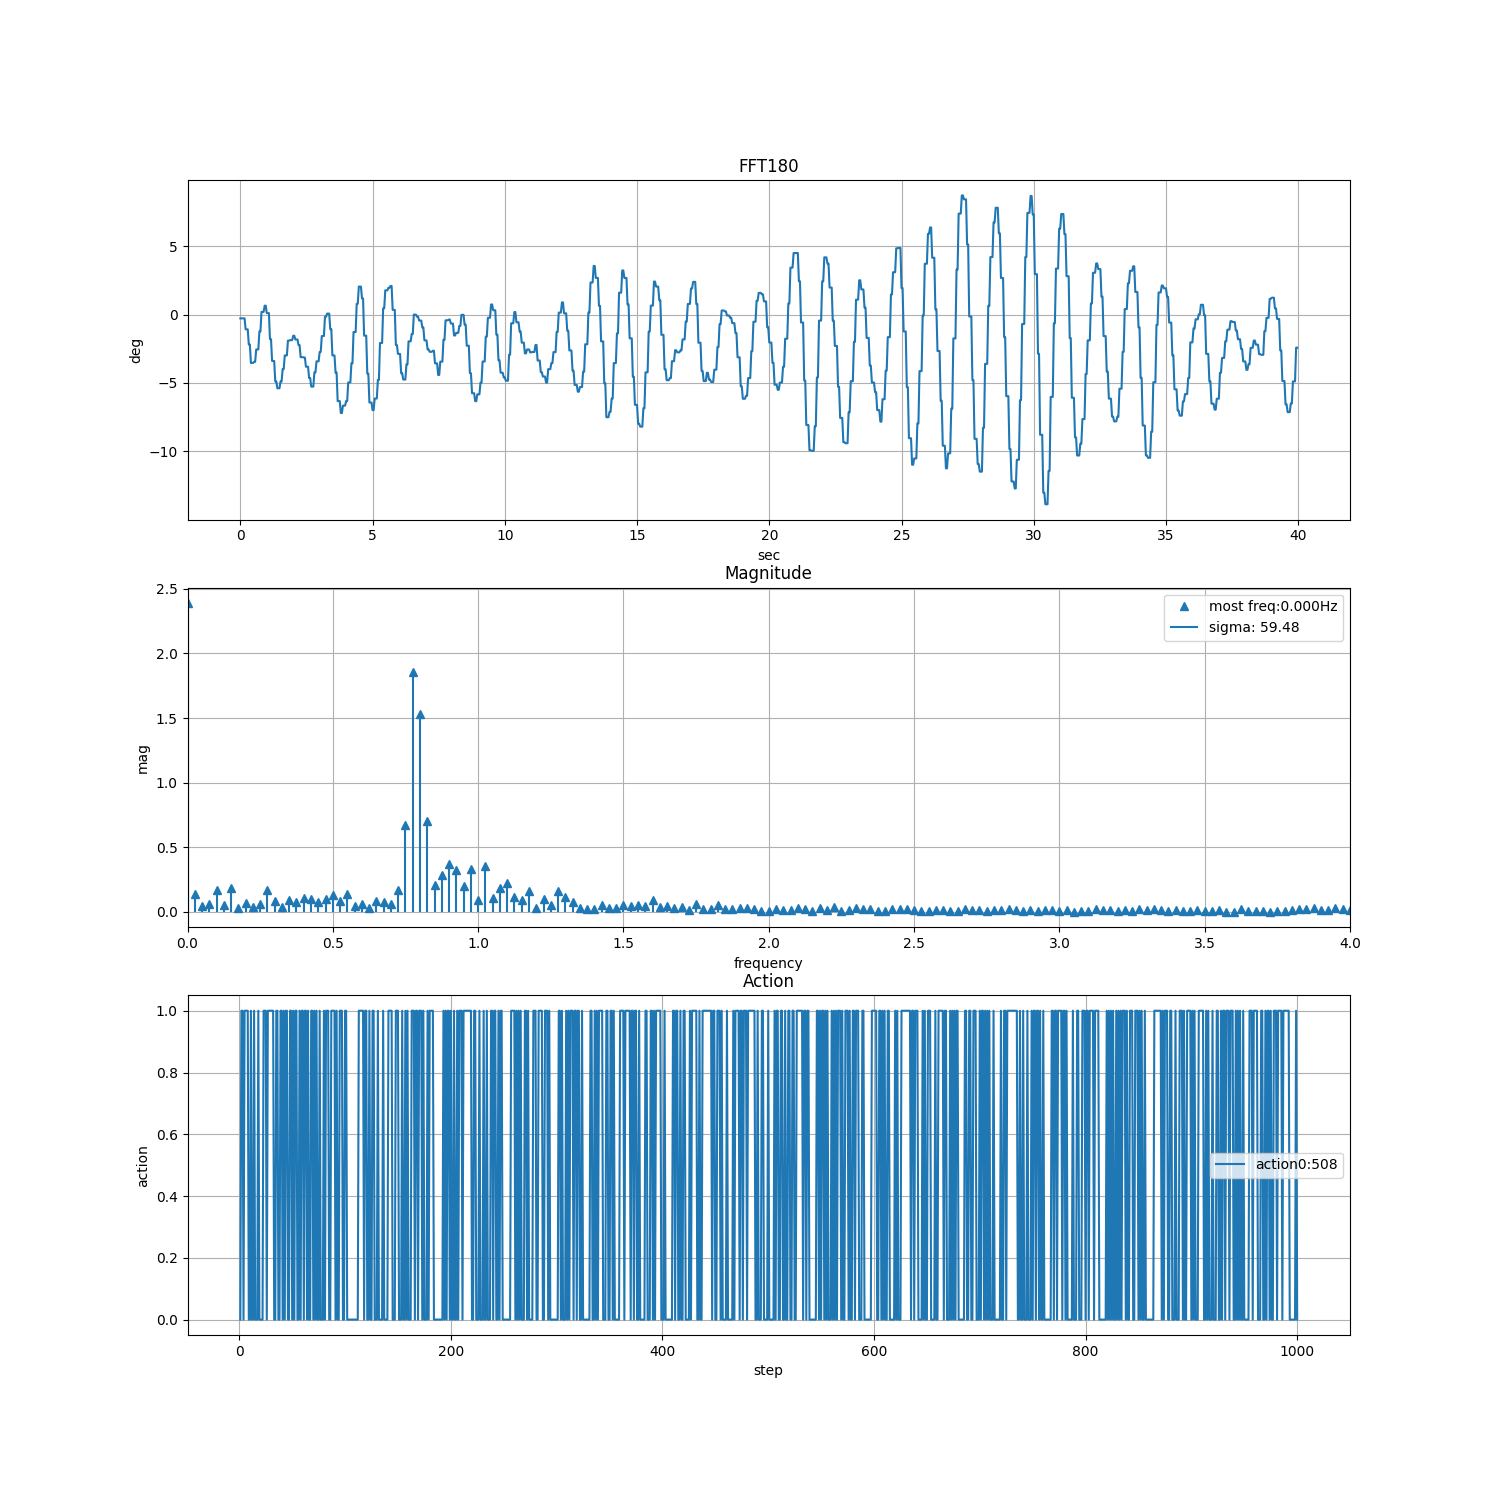 FFT180
5
0
−5
−10
deg
0 5 10 15 20 25 30 35 40
sec
Magnitude
2.5
2.0
1.5
1.0
0.5
0.0
mag
most freq:0.000Hz
sigma: 59.48
0.0 0.5 1.0 1.5 2.0 2.5 3.0 3.5 4.0
frequency
Action
1.0
0.8
0.6
0.4
0.2
0.0
action
action0:508
0 200 400 600 800 1000
step